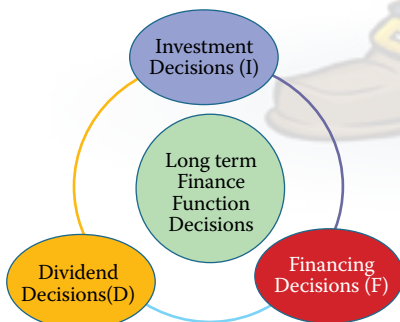 Investment
Decisions (I)
Long term
Finance
Function
Decisions
Dividend
Decisions(D)
Financing
Decisions (F)